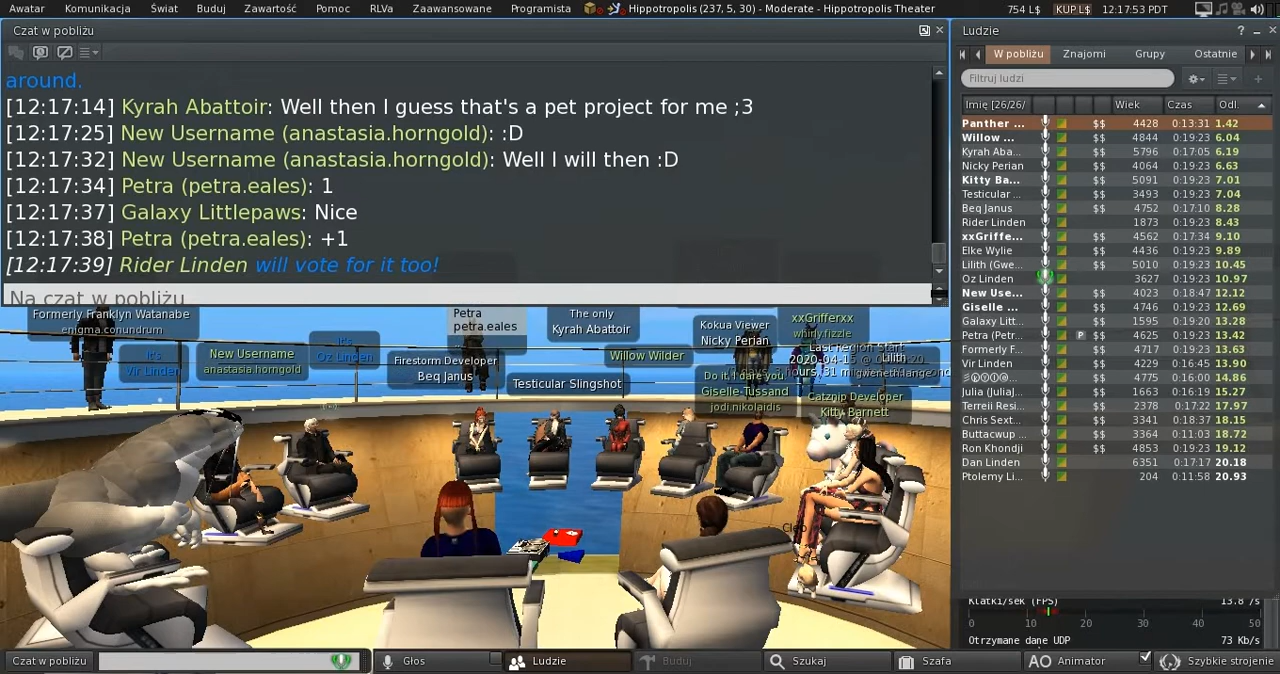 Awatar Komunikacja Świat Buduj Zawartość Pomoc RLVa Zaawansowane Programista Hippotropolis (237, 5, 30) - Moderate - Hippotropolis Theater 754 L$ KUP L$ 12:17:53 PDT
Czat w pobliżu
around.
[12:17:14] Kyrah Abattoir: Well then I guess that's a pet project for me ;3
[12:17:25] New Username (anastasia.horngold): :D
[12:17:32] New Username (anastasia.horngold): Well I will then :D
[12:17:34] Petra (petra.eales): 1
[12:17:37] Galaxy Littlepaws: Nice
[12:17:38] Petra (petra.eales): +1
[12:17:39] Rider Linden will vote for it too!
Na czat w pobliżu
Formerly Franklyn Watanabe
enigma.conundrum
It's
Vir Linden
New Username
anastasia.horngold
It's
Oz Linden
Petra
petra.eales
Firestorm Developer
Beq Janus
The only
Kyrah Abattoir
Testicular Slingshot
Willow Wilder
Kokua Viewer
Nicky Perian
xxGrifferxx
whirly.fizzle
Last region Start
Lilith
gwenethlange
Do it, I dare you
Giselle Tussand
jodi.nikolaidis
Catznip Developer
Kitty Barnett
Cleo
Ludzie
W pobliżu Znajomi Grupy Ostatnie
Filtruj ludzi
Imię [26/26/ Wiek Czas Odl.
Panther ... $$ 4428 0:13:31 1.42
Willow ... $$ 4844 0:19:23 6.04
Kyrah Aba... $$ 5796 0:17:05 6.19
Nicky Perian $$ 4064 0:19:23 6.63
Kitty Ba... $$ 5091 0:19:23 7.01
Testicular ... $$ 3493 0:19:23 7.04
Beq Janus $$ 4752 0:17:10 8.28
Rider Linden 1873 0:19:23 8.43
xxGriffe... $$ 4562 0:17:34 9.10
Elke Wylie $$ 4436 0:19:23 9.89
Lilith (Gwe... $$ 5010 0:19:23 10.45
Oz Linden 3627 0:19:23 10.97
New Use... $$ 4023 0:18:47 12.12
Giselle ... $$ 4746 0:19:23 12.69
Galaxy Litt... $$ 1595 0:19:20 13.28
Petra (Petr... P $$ 4625 0:19:23 13.42
Formerly F... $$ 4717 0:19:23 13.63
Vir Linden $$ 4229 0:16:45 13.90
$$ 4775 0:16:00 14.86
Julia (JuliaJ... $$ 1663 0:16:19 15.27
Terreii Resi... $$ 2378 0:17:22 17.97
Chris Sext... $$ 3341 0:18:37 18.15
Buttacwup ... $$ 3364 0:11:03 18.72
Ron Khondji $$ 4853 0:19:23 19.12
Dan Linden 6351 0:17:17 20.18
Ptolemy Li... 204 0:11:58 20.93
Klatki/sek (FPS) 13.8 /s
0 10 20 30 40 50
Otrzymane dane UDP 73 Kb/s
Czat w pobliżu Głos Ludzie Buduj Szukaj Szafa AO Animator Szybkie strojenie